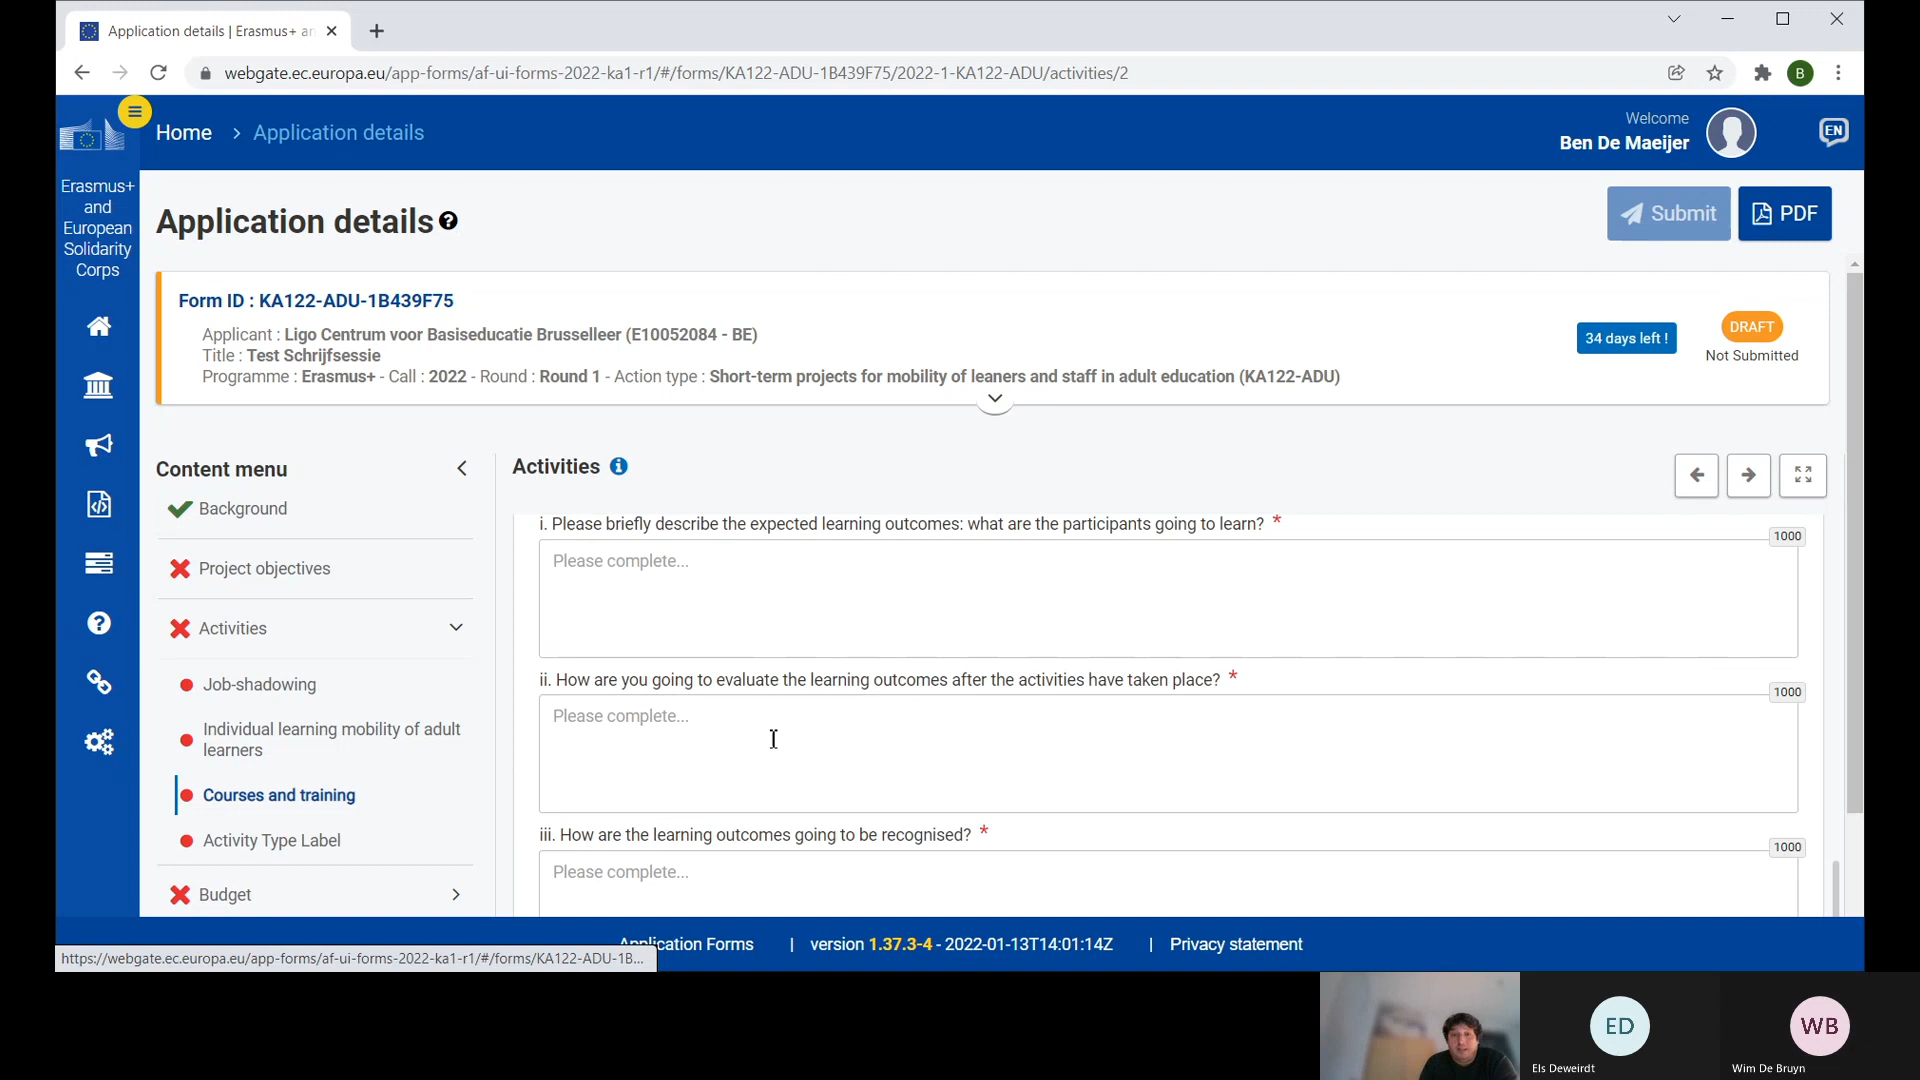 Application details | Erasmus+ an
webgate.ec.europa.eu/app-forms/af-ui-forms-2022-ka1-r1/#/forms/KA122-ADU-1B439F75/2022-1-KA122-ADU/activities/2
B
Home > Application details
Welcome
Ben De Maeijer
EN
Erasmus+
and
European
Solidarity
Corps
Application details
Submit
PDF
Form ID : KA122-ADU-1B439F75
Applicant : Ligo Centrum voor Basiseducatie Brusselleer (E10052084 - BE)
Title : Test Schrijfsessie
Programme : Erasmus+ - Call : 2022 - Round : Round 1 - Action type : Short-term projects for mobility of leaners and staff in adult education (KA122-ADU)
34 days left !
DRAFT
Not Submitted
Content menu
Background
Project objectives
Activities
Job-shadowing
Individual learning mobility of adult
learners
Courses and training
Activity Type Label
Budget
Activities
i. Please briefly describe the expected learning outcomes: what are the participants going to learn? *
1000
Please complete...
ii. How are you going to evaluate the learning outcomes after the activities have taken place? *
1000
Please complete...
iii. How are the learning outcomes going to be recognised? *
1000
Please complete...
Application Forms | version 1.37.3-4 - 2022-01-13T14:01:14Z | Privacy statement
https://webgate.ec.europa.eu/app-forms/af-ui-forms-2022-ka1-r1/#/forms/KA122-ADU-1B...
ED
Els Deweirdt
WB
Wim De Bruyn